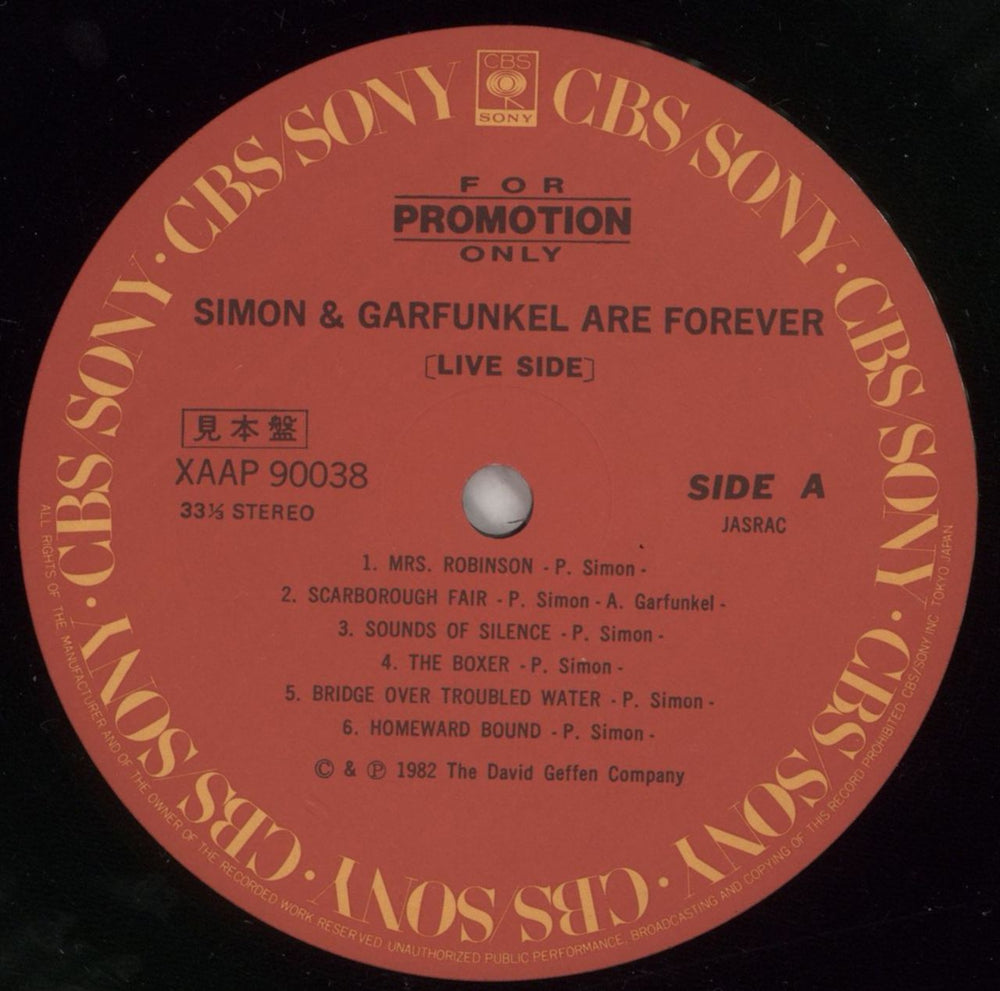 CBS
SONY
CBS/SONY · CBS/SONY · CBS/SONY · CBS/SONY · CBS/SONY · CBS/SONY · CBS/SONY · CBS/SONY
FOR
PROMOTION
ONLY
SIMON & GARFUNKEL ARE FOREVER
[LIVE SIDE]
見本盤
XAAP 90038
33⅓ STEREO
SIDE A
JASRAC
1. MRS. ROBINSON - P. Simon -
2. SCARBOROUGH FAIR - P. Simon - A. Garfunkel -
3. SOUNDS OF SILENCE - P. Simon -
4. THE BOXER - P. Simon -
5. BRIDGE OVER TROUBLED WATER - P. Simon -
6. HOMEWARD BOUND - P. Simon -
© & ℗ 1982 The David Geffen Company
ALL RIGHTS OF THE MANUFACTURER AND OF THE OWNER OF THE RECORDED WORK RESERVED UNAUTHORIZED PUBLIC PERFORMANCE, BROADCASTING AND COPYING OF THIS RECORD PROHIBITED. CBS/SONY INC. TOKYO JAPAN